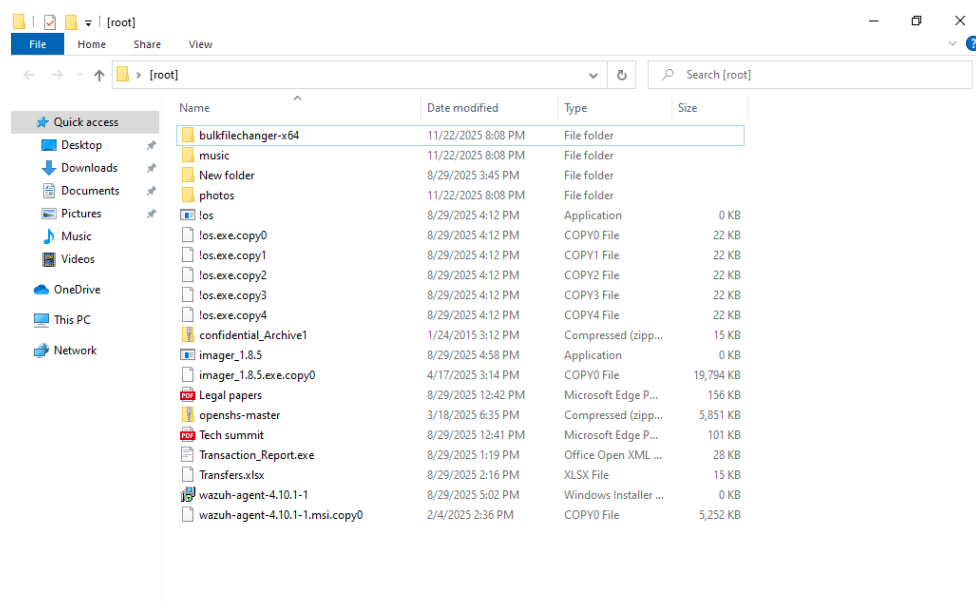 [root]
File Home Share View
[root]
Search [root]
Name Date modified Type Size
Quick access
Desktop
Downloads
Documents
Pictures
Music
Videos
OneDrive
This PC
Network
bulkfilechanger-x64 11/22/2025 8:08 PM File folder
music 11/22/2025 8:08 PM File folder
New folder 8/29/2025 3:45 PM File folder
photos 11/22/2025 8:08 PM File folder
!os 8/29/2025 4:12 PM Application 0 KB
!os.exe.copy0 8/29/2025 4:12 PM COPY0 File 22 KB
!os.exe.copy1 8/29/2025 4:12 PM COPY1 File 22 KB
!os.exe.copy2 8/29/2025 4:12 PM COPY2 File 22 KB
!os.exe.copy3 8/29/2025 4:12 PM COPY3 File 22 KB
!os.exe.copy4 8/29/2025 4:12 PM COPY4 File 22 KB
confidential_Archive1 1/24/2015 3:12 PM Compressed (zipp... 15 KB
imager_1.8.5 8/29/2025 4:58 PM Application 0 KB
imager_1.8.5.exe.copy0 4/17/2025 3:14 PM COPY0 File 19,794 KB
PDF Legal papers 8/29/2025 12:42 PM Microsoft Edge P... 156 KB
openshs-master 3/18/2025 6:35 PM Compressed (zipp... 5,851 KB
PDF Tech summit 8/29/2025 12:41 PM Microsoft Edge P... 101 KB
Transaction_Report.exe 8/29/2025 1:19 PM Office Open XML ... 28 KB
Transfers.xlsx 8/29/2025 2:16 PM XLSX File 15 KB
wazuh-agent-4.10.1-1 8/29/2025 5:02 PM Windows Installer ... 0 KB
wazuh-agent-4.10.1-1.msi.copy0 2/4/2025 2:36 PM COPY0 File 5,252 KB